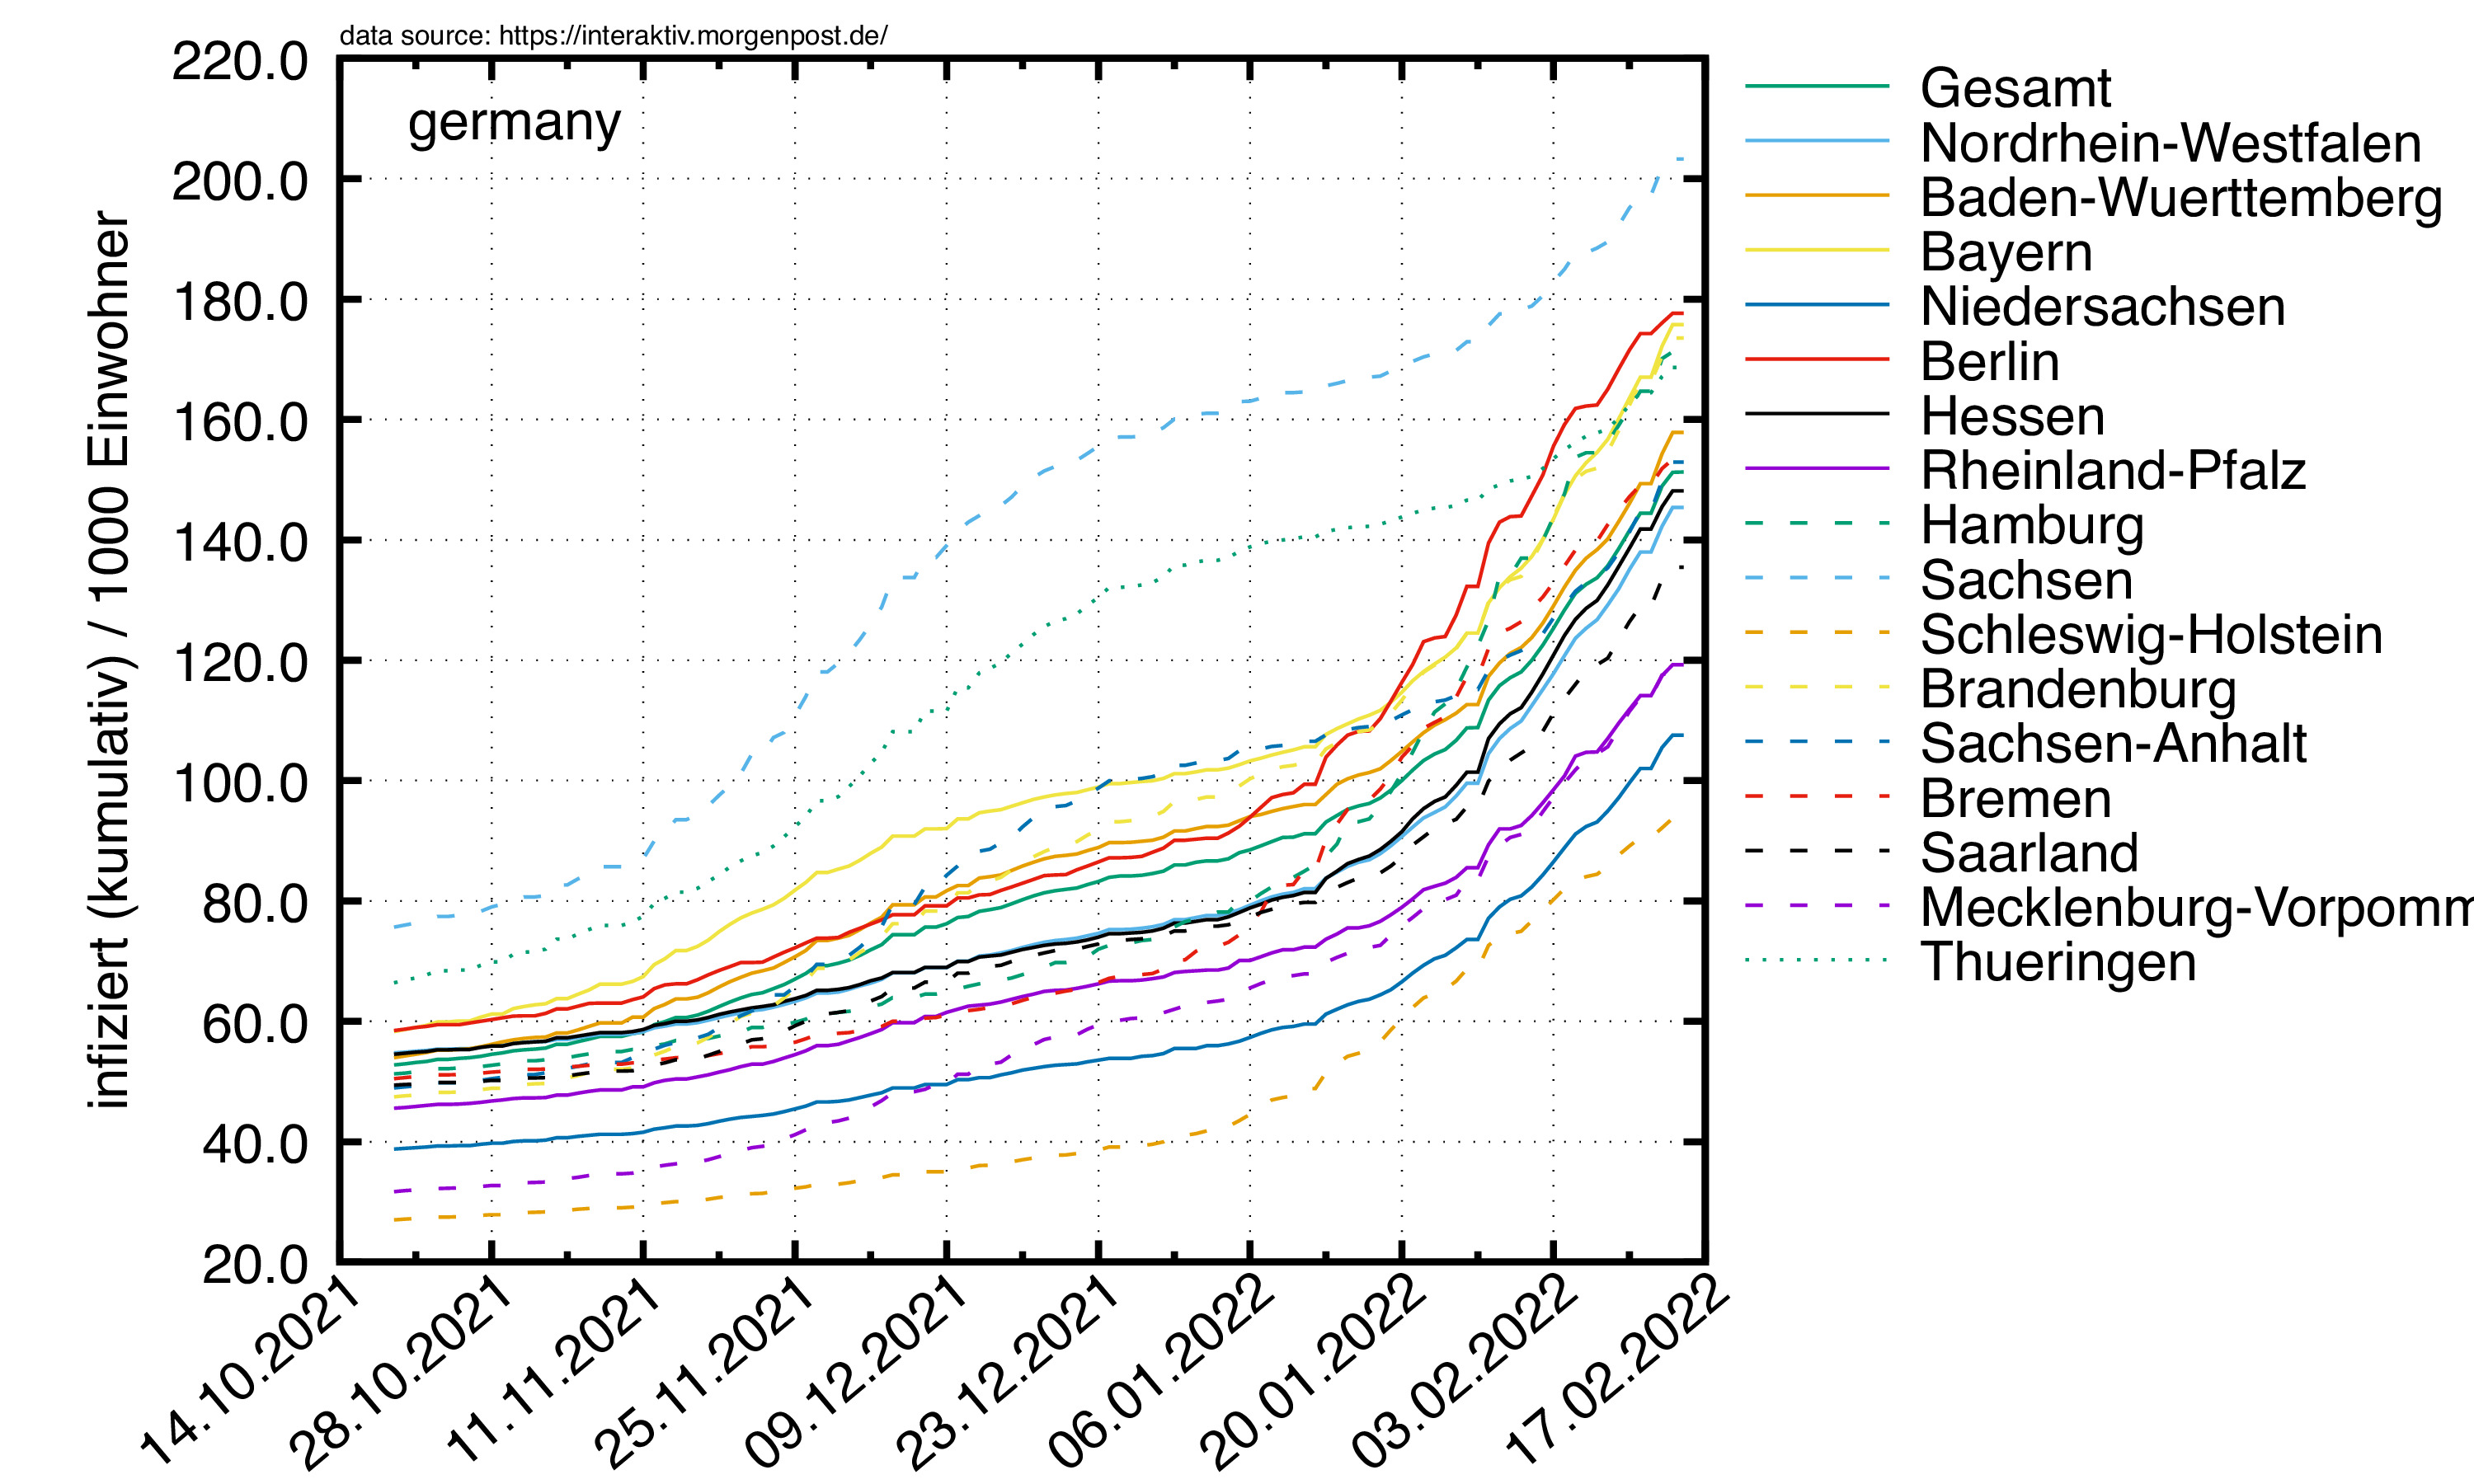 data source: https://interaktiv.morgenpost.de/
220.0
200.0
180.0
160.0
140.0
120.0
100.0
80.0
60.0
40.0
20.0
infiziert (kumulativ) / 1000 Einwohner
germany
14.10.2021
28.10.2021
11.11.2021
25.11.2021
09.12.2021
23.12.2021
06.01.2022
20.01.2022
03.02.2022
17.02.2022
Gesamt
Nordrhein-Westfalen
Baden-Wuerttemberg
Bayern
Niedersachsen
Berlin
Hessen
Rheinland-Pfalz
Hamburg
Sachsen
Schleswig-Holstein
Brandenburg
Sachsen-Anhalt
Bremen
Saarland
Mecklenburg-Vorpomm
Thueringen